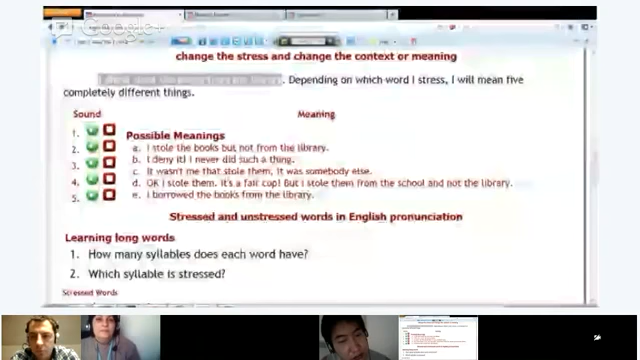 change the stress and change the context or meaning
Depending on which word I stress, I will mean five
completely different things.
Sound Meaning
1. Possible Meanings
2. a. I stole the books but not from the library.
b. I deny it! I never did such a thing.
3. c. It wasn't me that stole them, it was somebody else.
4. d. OK I stole them. It's a fair cop! But I stole them from the school and not the library.
5. e. I borrowed the books from the library.
Stressed and unstressed words in English pronunciation
Learning long words
1. How many syllables does each word have?
2. Which syllable is stressed?
Stressed Words